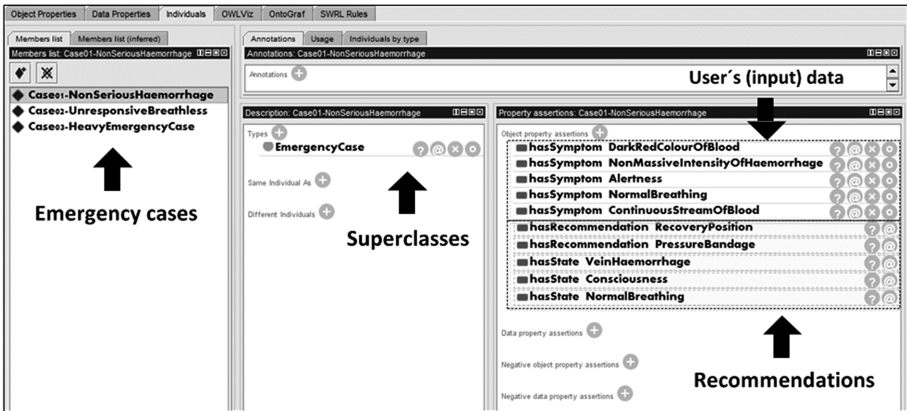 Object Properties Data Properties Individuals OWLViz OntoGraf SWRL Rules
Members list Members list (inferred)
Members list: Case01-NonSeriousHaemorrhage
Case01-NonSeriousHaemorrhage
Case02-UnresponsiveBreathless
Case03-HeavyEmergencyCase
Emergency cases
Annotations Usage Individuals by type
Annotations: Case01-NonSeriousHaemorrhage
Annotations
User´s (input) data
Description: Case01-NonSeriousHaemorrhage
Types
EmergencyCase
Same Individual As
Different Individuals
Superclasses
Property assertions: Case01-NonSeriousHaemorrhage
Object property assertions
hasSymptom DarkRedColourOfBlood
hasSymptom NonMassiveIntensityOfHaemorrhage
hasSymptom Alertness
hasSymptom NormalBreathing
hasSymptom ContinuousStreamOfBlood
hasRecommendation RecoveryPosition
hasRecommendation PressureBandage
hasState VeinHaemorrhage
hasState Consciousness
hasState NormalBreathing
Data property assertions
Negative object property assertions
Negative data property assertions
Recommendations